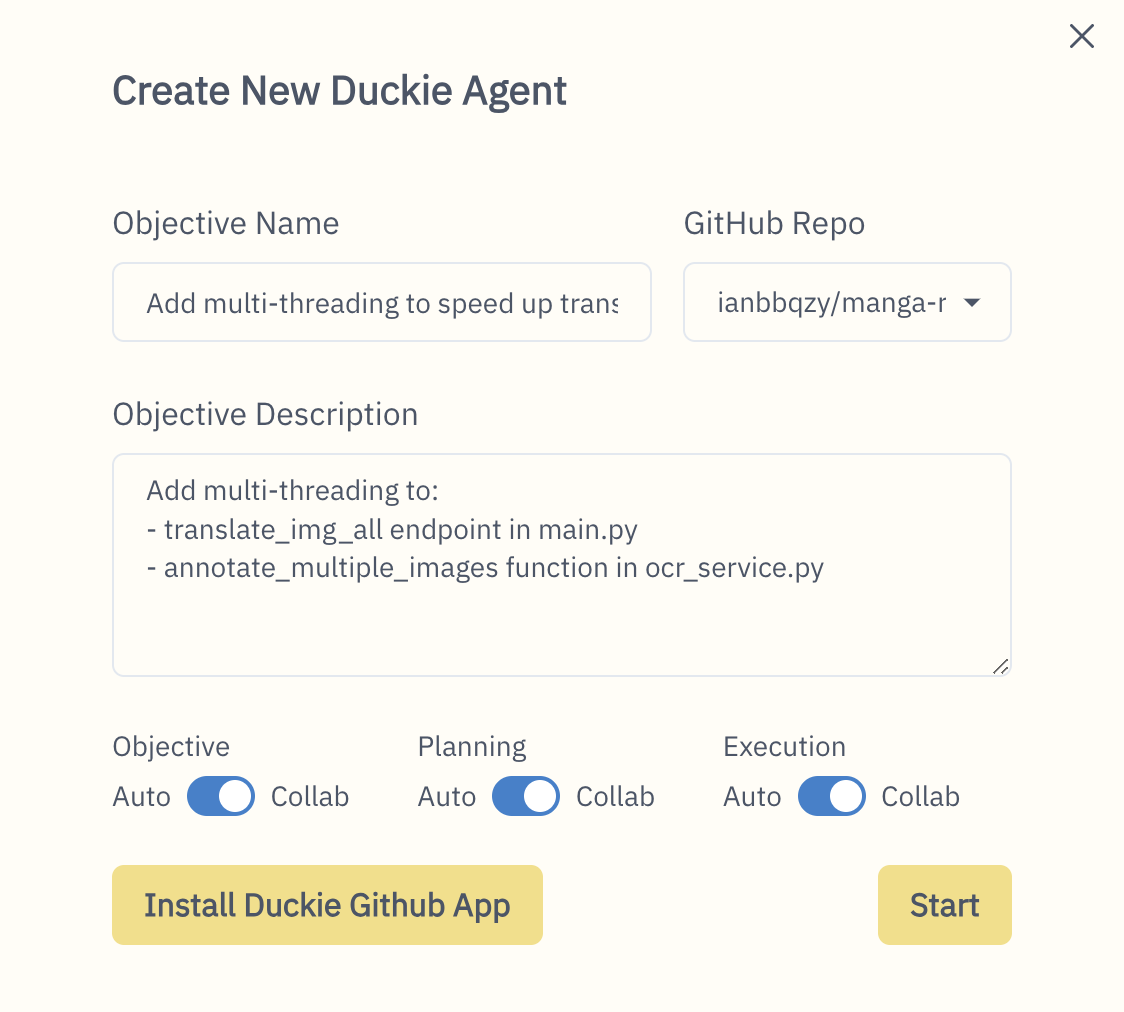 Create New Duckie Agent
Objective Name
GitHub Repo
Add multi-threading to speed up trans
ianbbqzy/manga-r
Objective Description
Add multi-threading to:
- translate_img_all endpoint in main.py
- annotate_multiple_images function in ocr_service.py
Objective
Planning
Execution
Auto Collab
Auto Collab
Auto Collab
Install Duckie Github App
Start